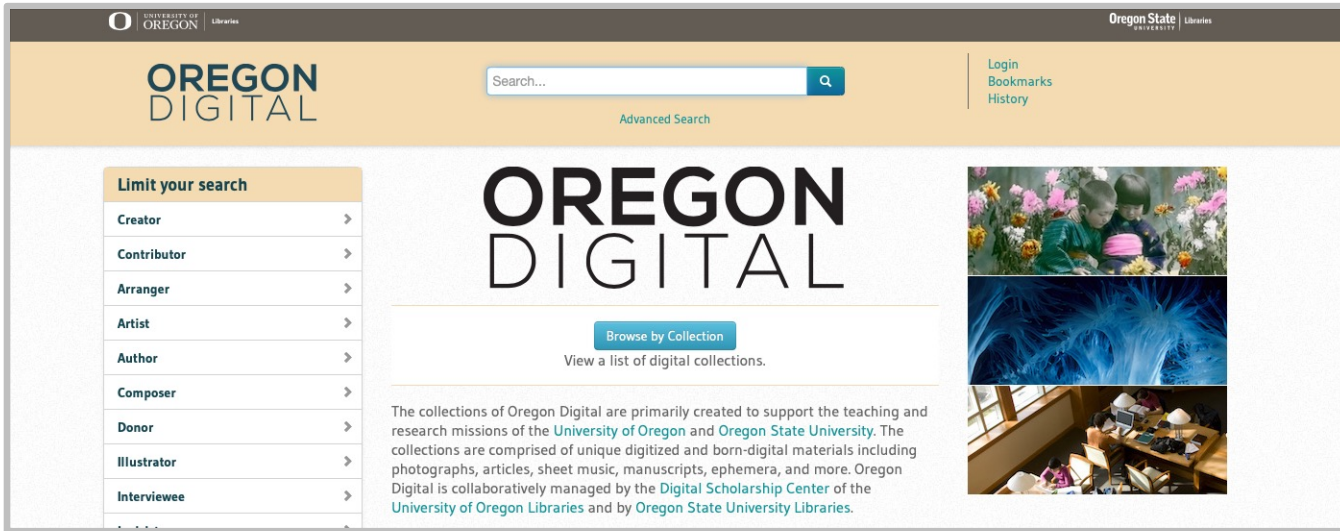 UNIVERSITY OF
OREGON
Libraries
Oregon State
UNIVERSITY
Libraries
OREGON
DIGITAL
Search...
Advanced Search
Login
Bookmarks
History
Limit your search
Creator
Contributor
Arranger
Artist
Author
Composer
Donor
Illustrator
Interviewee
OREGON
DIGITAL
Browse by Collection
View a list of digital collections.
The collections of Oregon Digital are primarily created to support the teaching and
research missions of the University of Oregon and Oregon State University. The
collections are comprised of unique digitized and born-digital materials including
photographs, articles, sheet music, manuscripts, ephemera, and more. Oregon
Digital is collaboratively managed by the Digital Scholarship Center of the
University of Oregon Libraries and by Oregon State University Libraries.